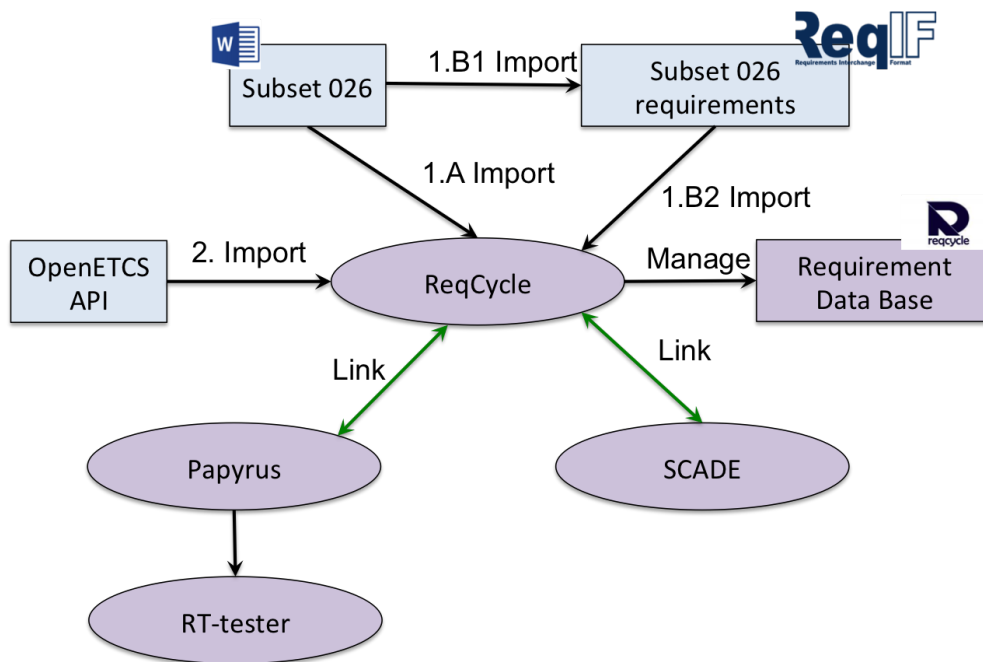 W
ReqIF
Requirements Interchange Format
Subset 026
1.B1 Import
Subset 026
requirements
1.A Import
1.B2 Import
reqcycle
OpenETCS
API
2. Import
ReqCycle
Manage
Requirement
Data Base
Link
Link
Papyrus
SCADE
RT-tester